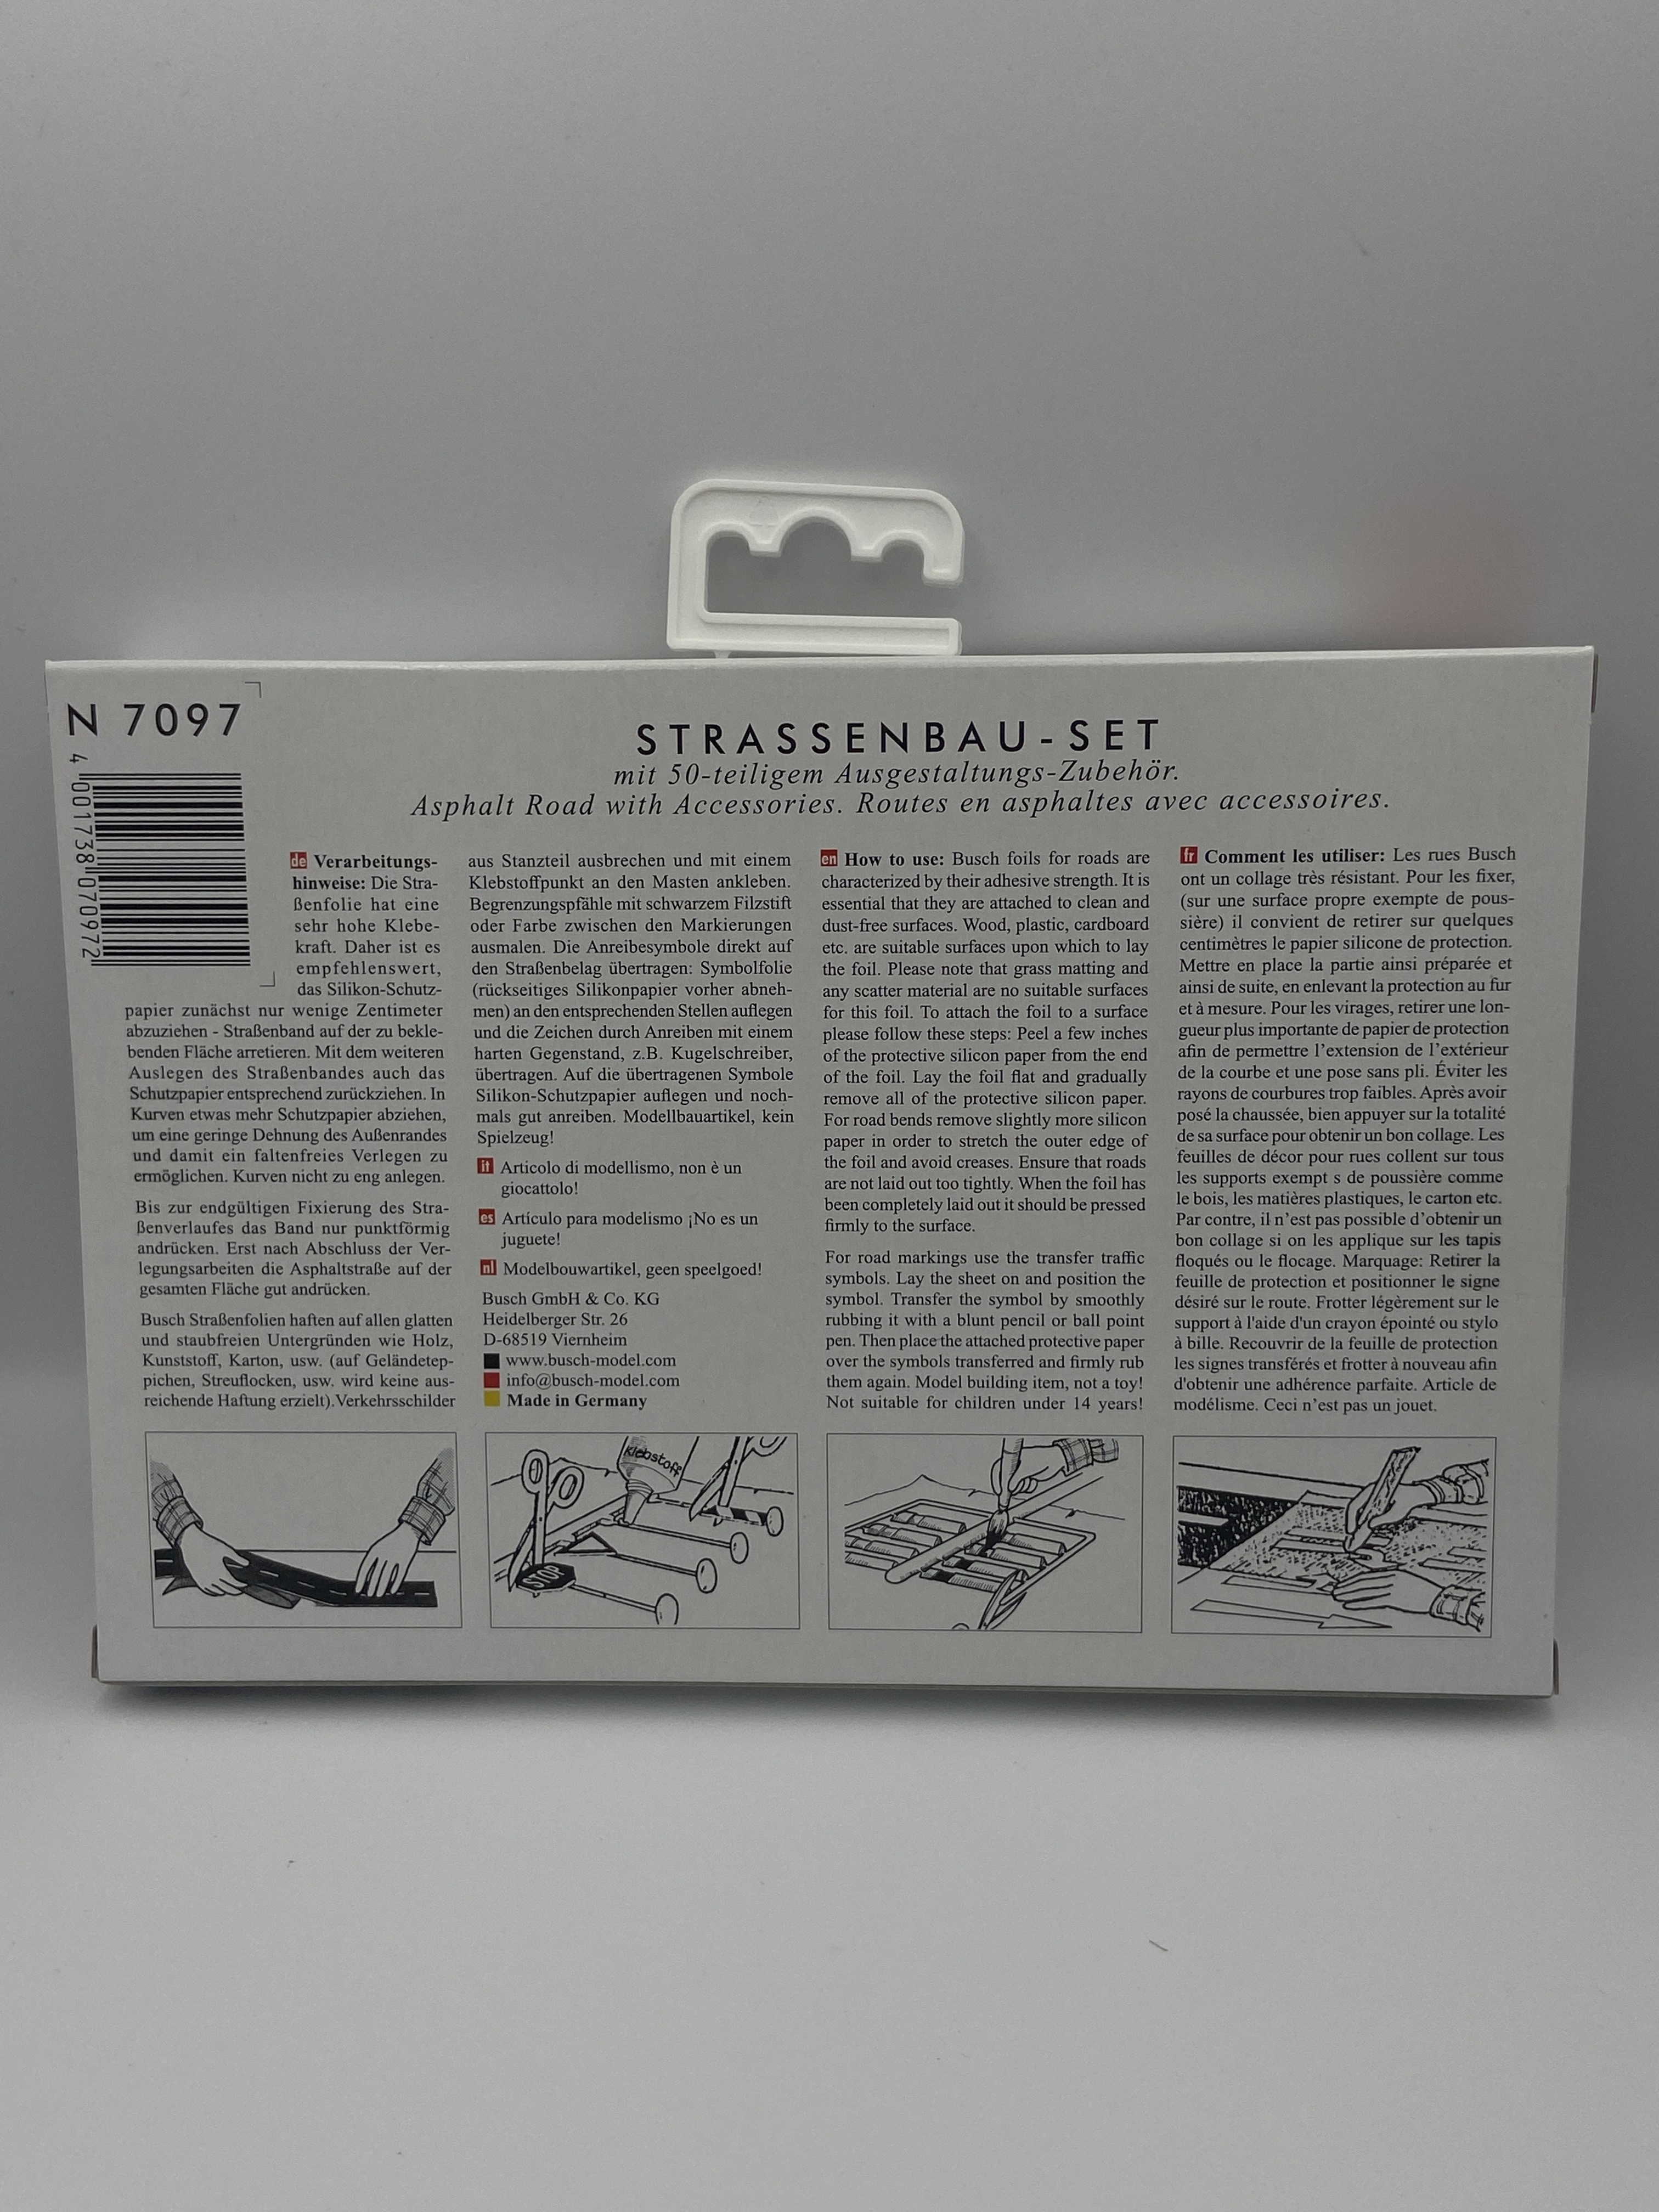 N 7097
4 001738 070972
STRASSENBAU-SET
mit 50-teiligem Ausgestaltungs-Zubehör.
Asphalt Road with Accessories. Routes en asphaltes avec accessoires.
de Verarbeitungs-
hinweise: Die Stra-
ßenfolie hat eine
sehr hohe Klebe-
kraft. Daher ist es
empfehlenswert,
das Silikon-Schutz-
papier zunächst nur wenige Zentimeter
abzuziehen - Straßenband auf der zu bekle-
benden Fläche arretieren. Mit dem weiteren
Auslegen des Straßenbandes auch das
Schutzpapier entsprechend zurückziehen. In
Kurven etwas mehr Schutzpapier abziehen,
um eine geringe Dehnung des Außenrandes
und damit ein faltenfreies Verlegen zu
ermöglichen. Kurven nicht zu eng anlegen.
Bis zur endgültigen Fixierung des Stra-
ßenverlaufes das Band nur punktförmig
andrücken. Erst nach Abschluss der Ver-
legungsarbeiten die Asphaltstraße auf der
gesamten Fläche gut andrücken.
Busch Straßenfolien haften auf allen glatten
und staubfreien Untergründen wie Holz,
Kunststoff, Karton, usw. (auf Geländetep-
pichen, Streuflocken, usw. wird keine aus-
reichende Haftung erzielt).Verkehrsschilder
aus Stanzteil ausbrechen und mit einem
Klebstoffpunkt an den Masten ankleben.
Begrenzungspfähle mit schwarzem Filzstift
oder Farbe zwischen den Markierungen
ausmalen. Die Anreibesymbole direkt auf
den Straßenbelag übertragen: Symbolfolie
(rückseitiges Silikonpapier vorher abneh-
men) an den entsprechenden Stellen auflegen
und die Zeichen durch Anreiben mit einem
harten Gegenstand, z.B. Kugelschreiber,
übertragen. Auf die übertragenen Symbole
Silikon-Schutzpapier auflegen und noch-
mals gut anreiben. Modellbauartikel, kein
Spielzeug!
it Articolo di modellismo, non è un
giocattolo!
es Artículo para modelismo ¡No es un
juguete!
nl Modelbouwartikel, geen speelgoed!
Busch GmbH & Co. KG
Heidelberger Str. 26
D-68519 Viernheim
www.busch-model.com
info@busch-model.com
Made in Germany
en How to use: Busch foils for roads are
characterized by their adhesive strength. It is
essential that they are attached to clean and
dust-free surfaces. Wood, plastic, cardboard
etc. are suitable surfaces upon which to lay
the foil. Please note that grass matting and
any scatter material are no suitable surfaces
for this foil. To attach the foil to a surface
please follow these steps: Peel a few inches
of the protective silicon paper from the end
of the foil. Lay the foil flat and gradually
remove all of the protective silicon paper.
For road bends remove slightly more silicon
paper in order to stretch the outer edge of
the foil and avoid creases. Ensure that roads
are not laid out too tightly. When the foil has
been completely laid out it should be pressed
firmly to the surface.
For road markings use the transfer traffic
symbols. Lay the sheet on and position the
symbol. Transfer the symbol by smoothly
rubbing it with a blunt pencil or ball point
pen. Then place the attached protective paper
over the symbols transferred and firmly rub
them again. Model building item, not a toy!
Not suitable for children under 14 years!
fr Comment les utiliser: Les rues Busch
ont un collage très résistant. Pour les fixer,
(sur une surface propre exempte de pous-
sière) il convient de retirer sur quelques
centimètres le papier silicone de protection.
Mettre en place la partie ainsi préparée et
ainsi de suite, en enlevant la protection au fur
et à mesure. Pour les virages, retirer une lon-
gueur plus importante de papier de protection
afin de permettre l'extension de l'extérieur
de la courbe et une pose sans pli. Éviter les
rayons de courbures trop faibles. Après avoir
posé la chaussée, bien appuyer sur la totalité
de sa surface pour obtenir un bon collage. Les
feuilles de décor pour rues collent sur tous
les supports exempt s de poussière comme
le bois, les matières plastiques, le carton etc.
Par contre, il n'est pas possible d'obtenir un
bon collage si on les applique sur les tapis
floqués ou le flocage. Marquage: Retirer la
feuille de protection et positionner le signe
désiré sur le route. Frotter légèrement sur le
support à l'aide d'un crayon épointé ou stylo
à bille. Recouvrir de la feuille de protection
les signes transférés et frotter à nouveau afin
d'obtenir une adhérence parfaite. Article de
modélisme. Ceci n'est pas un jouet.
Klebstoff
STOP